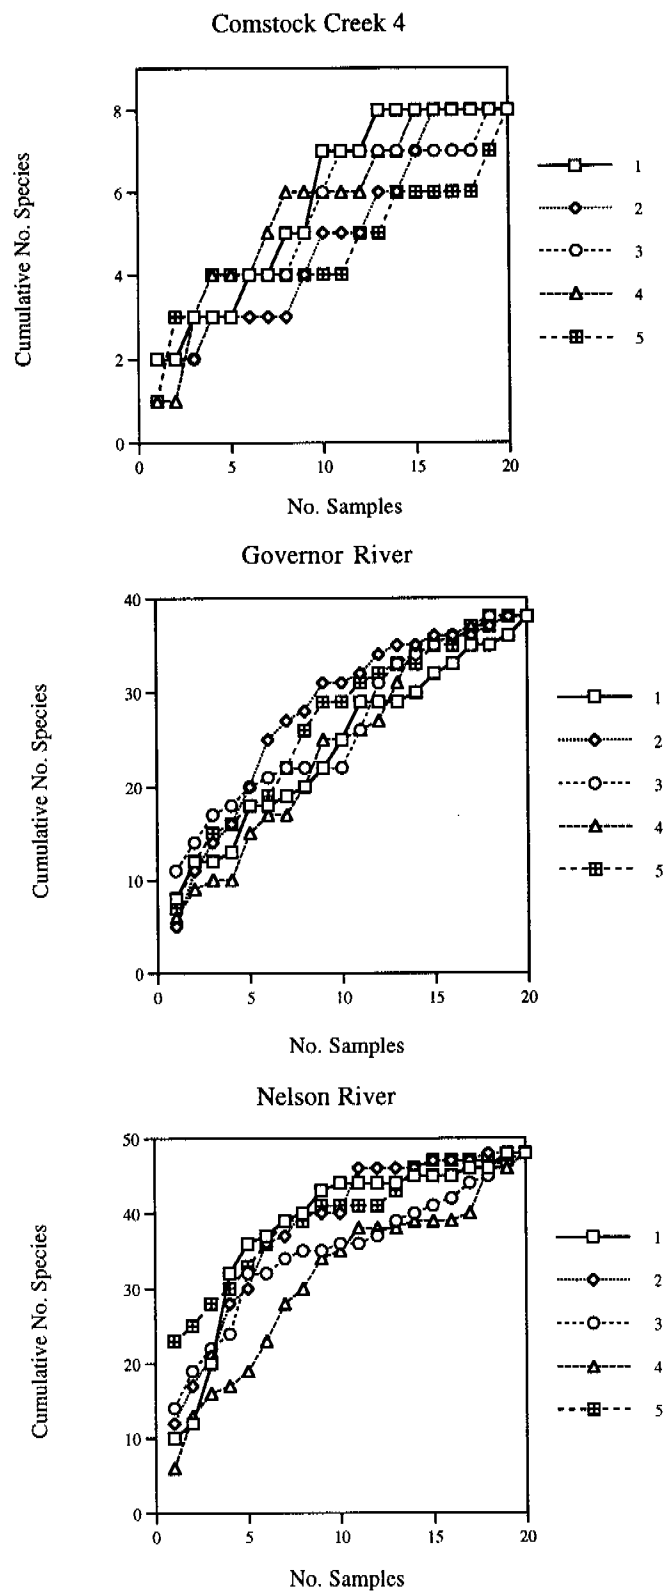 Comstock Creek 4
Cumulative No. Species
8
6
4
2
0
0 5 10 15 20
No. Samples
1
2
3
4
5
Governor River
Cumulative No. Species
40
30
20
10
0
0 5 10 15 20
No. Samples
1
2
3
4
5
Nelson River
Cumulative No. Species
50
40
30
20
10
0
0 5 10 15 20
No. Samples
1
2
3
4
5